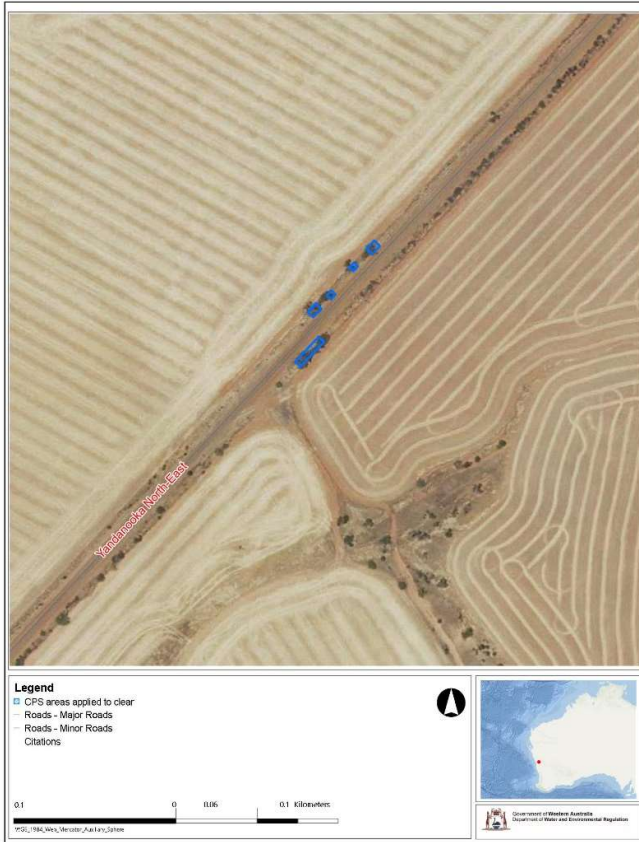 Yandanooka North-East
Legend
CPS areas applied to clear
Roads - Major Roads
Roads - Minor Roads
Citations
0.1 0 0.06 0.1 Kilometers
WGS_1984_Web_Mercator_Auxiliary_Sphere
Government of Western Australia
Department of Water and Environmental Regulation